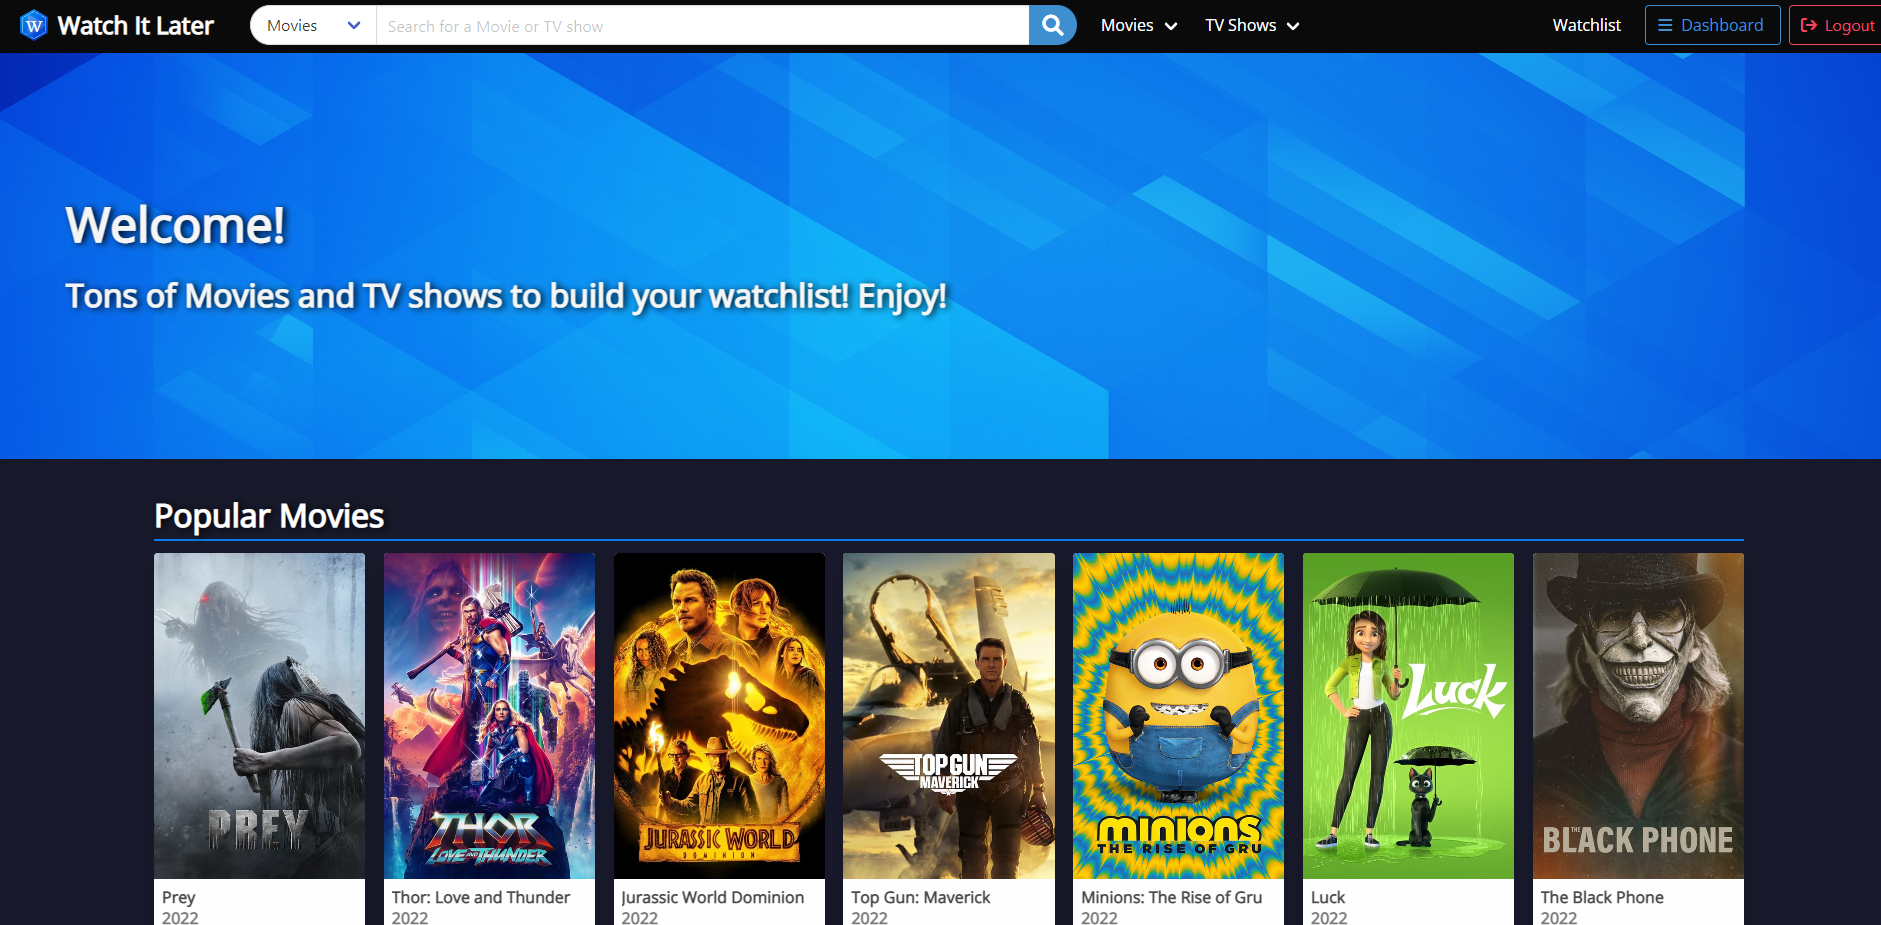 W Watch It Later Movies Search for a Movie or TV show Movies TV Shows Watchlist Dashboard Logout
Welcome!
Tons of Movies and TV shows to build your watchlist! Enjoy!
Popular Movies
PREY
THOR
LOVE AND THUNDER
JURASSIC WORLD
DOMINION
TOP GUN
MAVERICK
MINIONS
THE RISE OF GRU
Luck
THE BLACK PHONE
Prey
2022
Thor: Love and Thunder
2022
Jurassic World Dominion
2022
Top Gun: Maverick
2022
Minions: The Rise of Gru
2022
Luck
2022
The Black Phone
2022